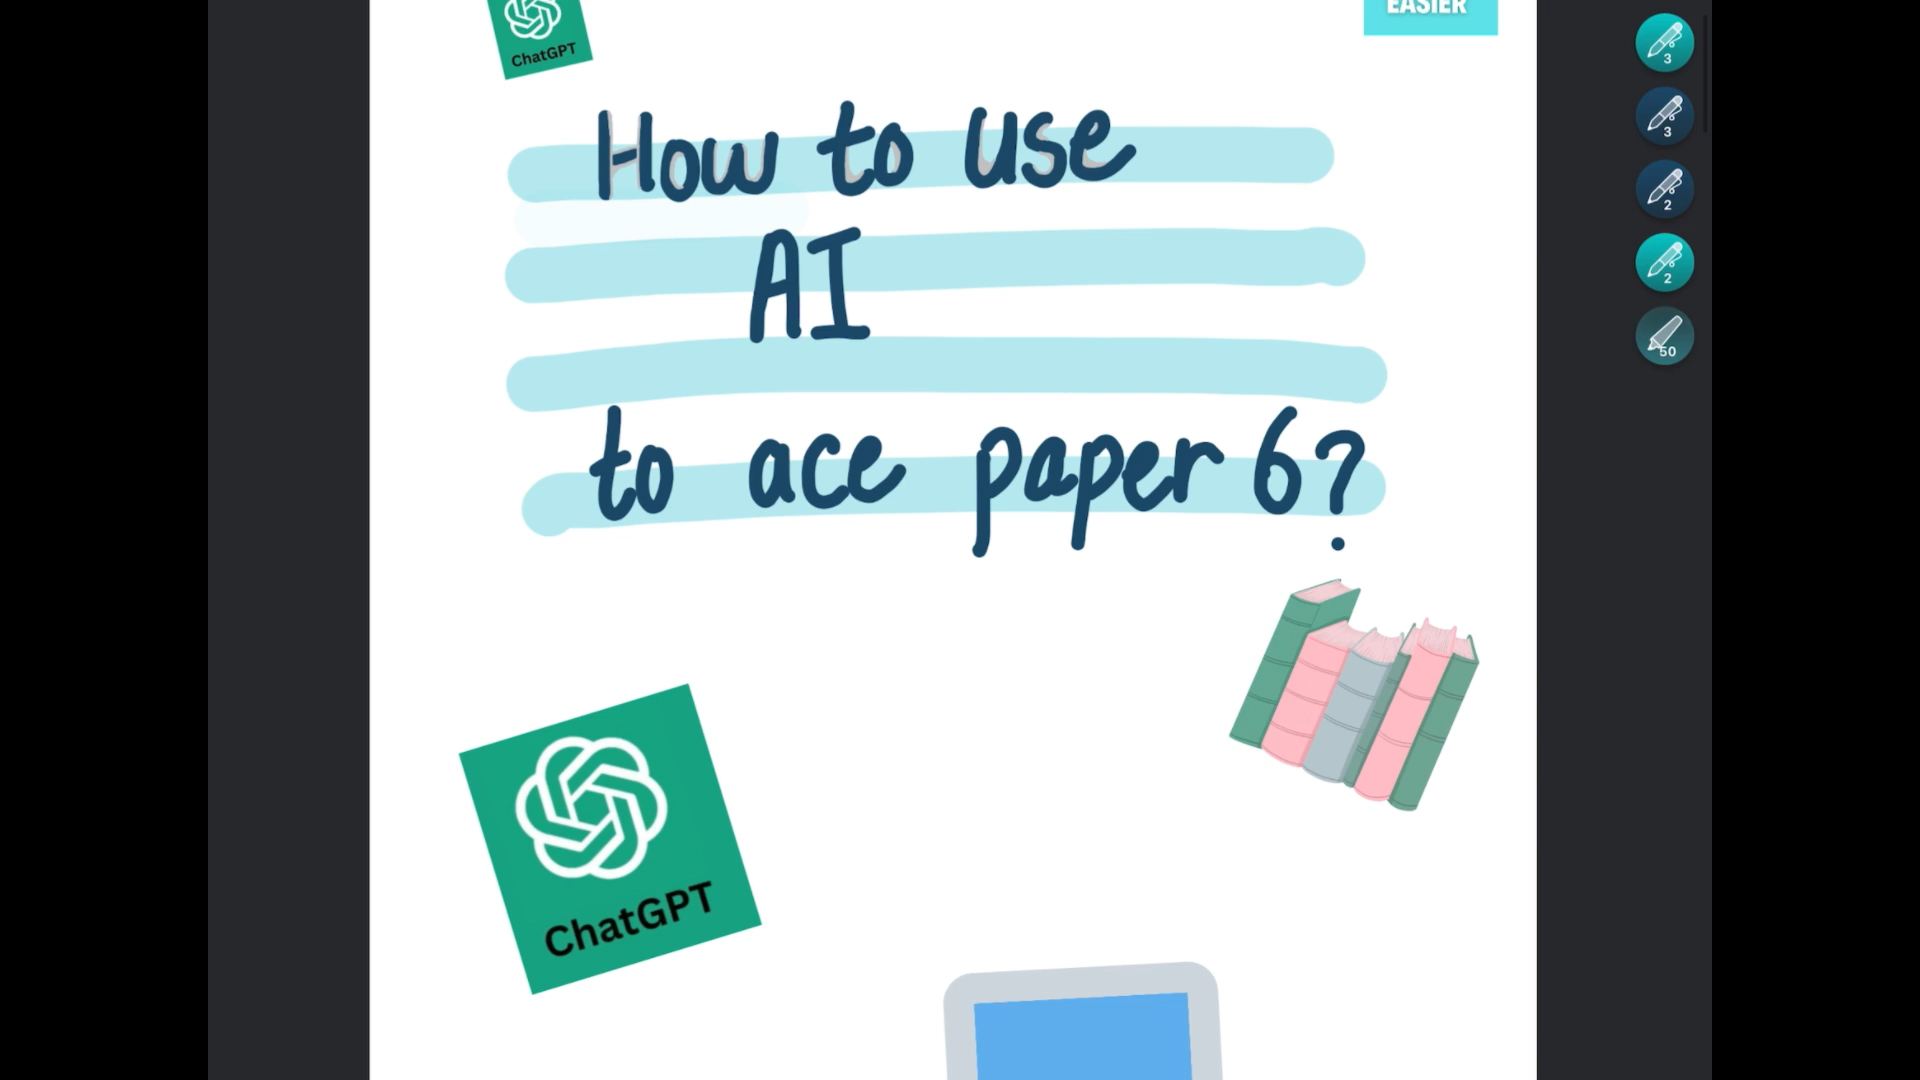 EASIER
ChatGPT
How to use
AI
to ace paper 6?
ChatGPT
3
3
2
2
50